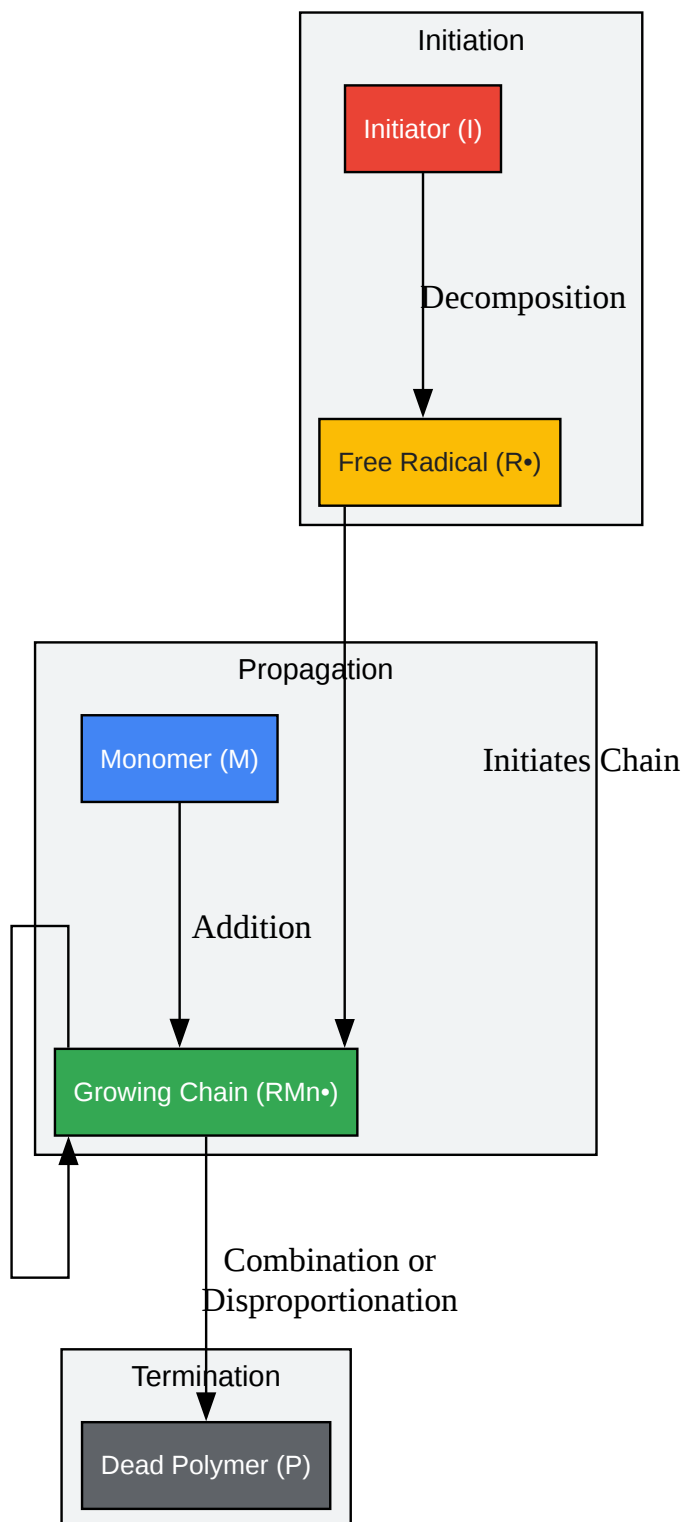 Initiation
Initiator (I)
Decomposition
Free Radical (R•)
Propagation
Monomer (M)
Initiates Chain
Addition
Growing Chain (RMn•)
Combination or
Disproportionation
Termination
Dead Polymer (P)